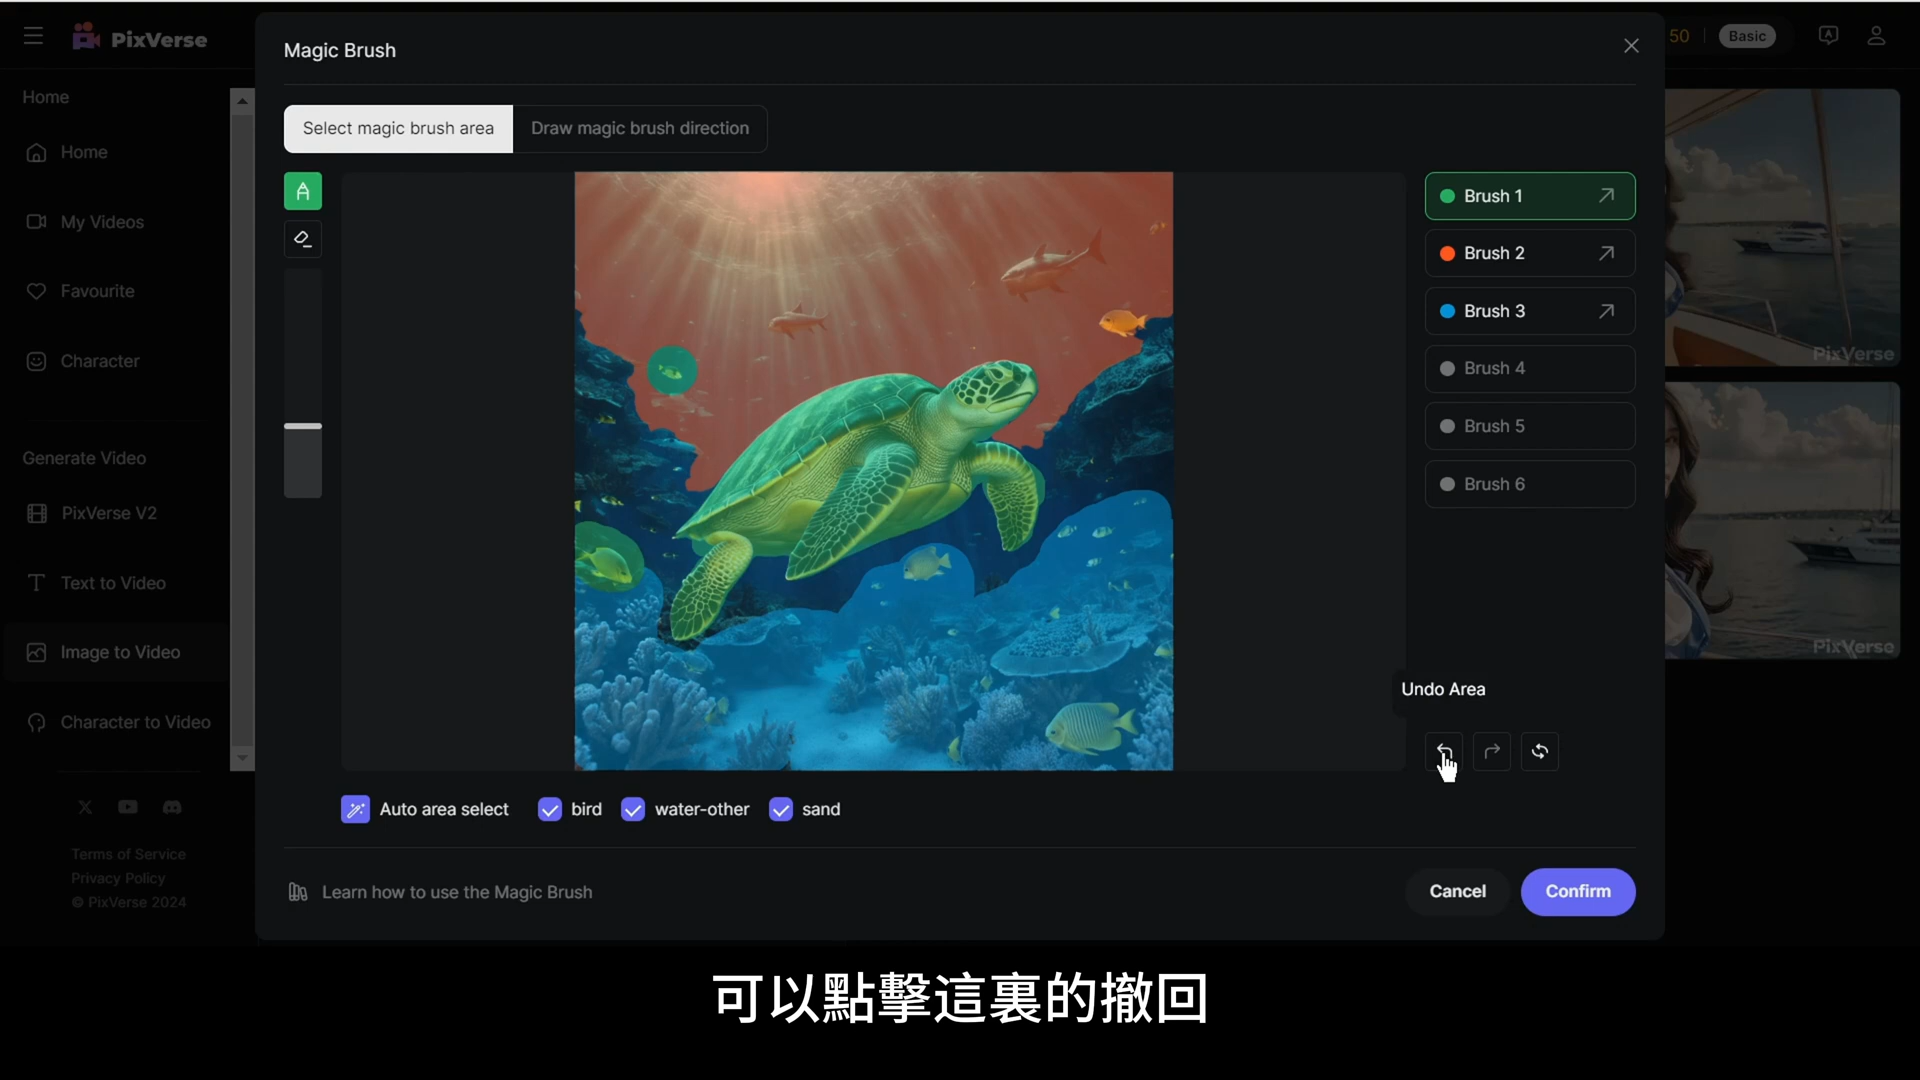 PixVerse
Magic Brush
50
Basic
Home
Home
My Videos
Favourite
Character
Generate Video
PixVerse V2
Text to Video
Image to Video
Character to Video
Terms of Service
Privacy Policy
© PixVerse 2024
Select magic brush area
Draw magic brush direction
Brush 1
Brush 2
Brush 3
Brush 4
Brush 5
Brush 6
Undo Area
PixVerse
PixVerse
Auto area select
bird
water-other
sand
Learn how to use the Magic Brush
Cancel
Confirm
可以點擊這裏的撤回